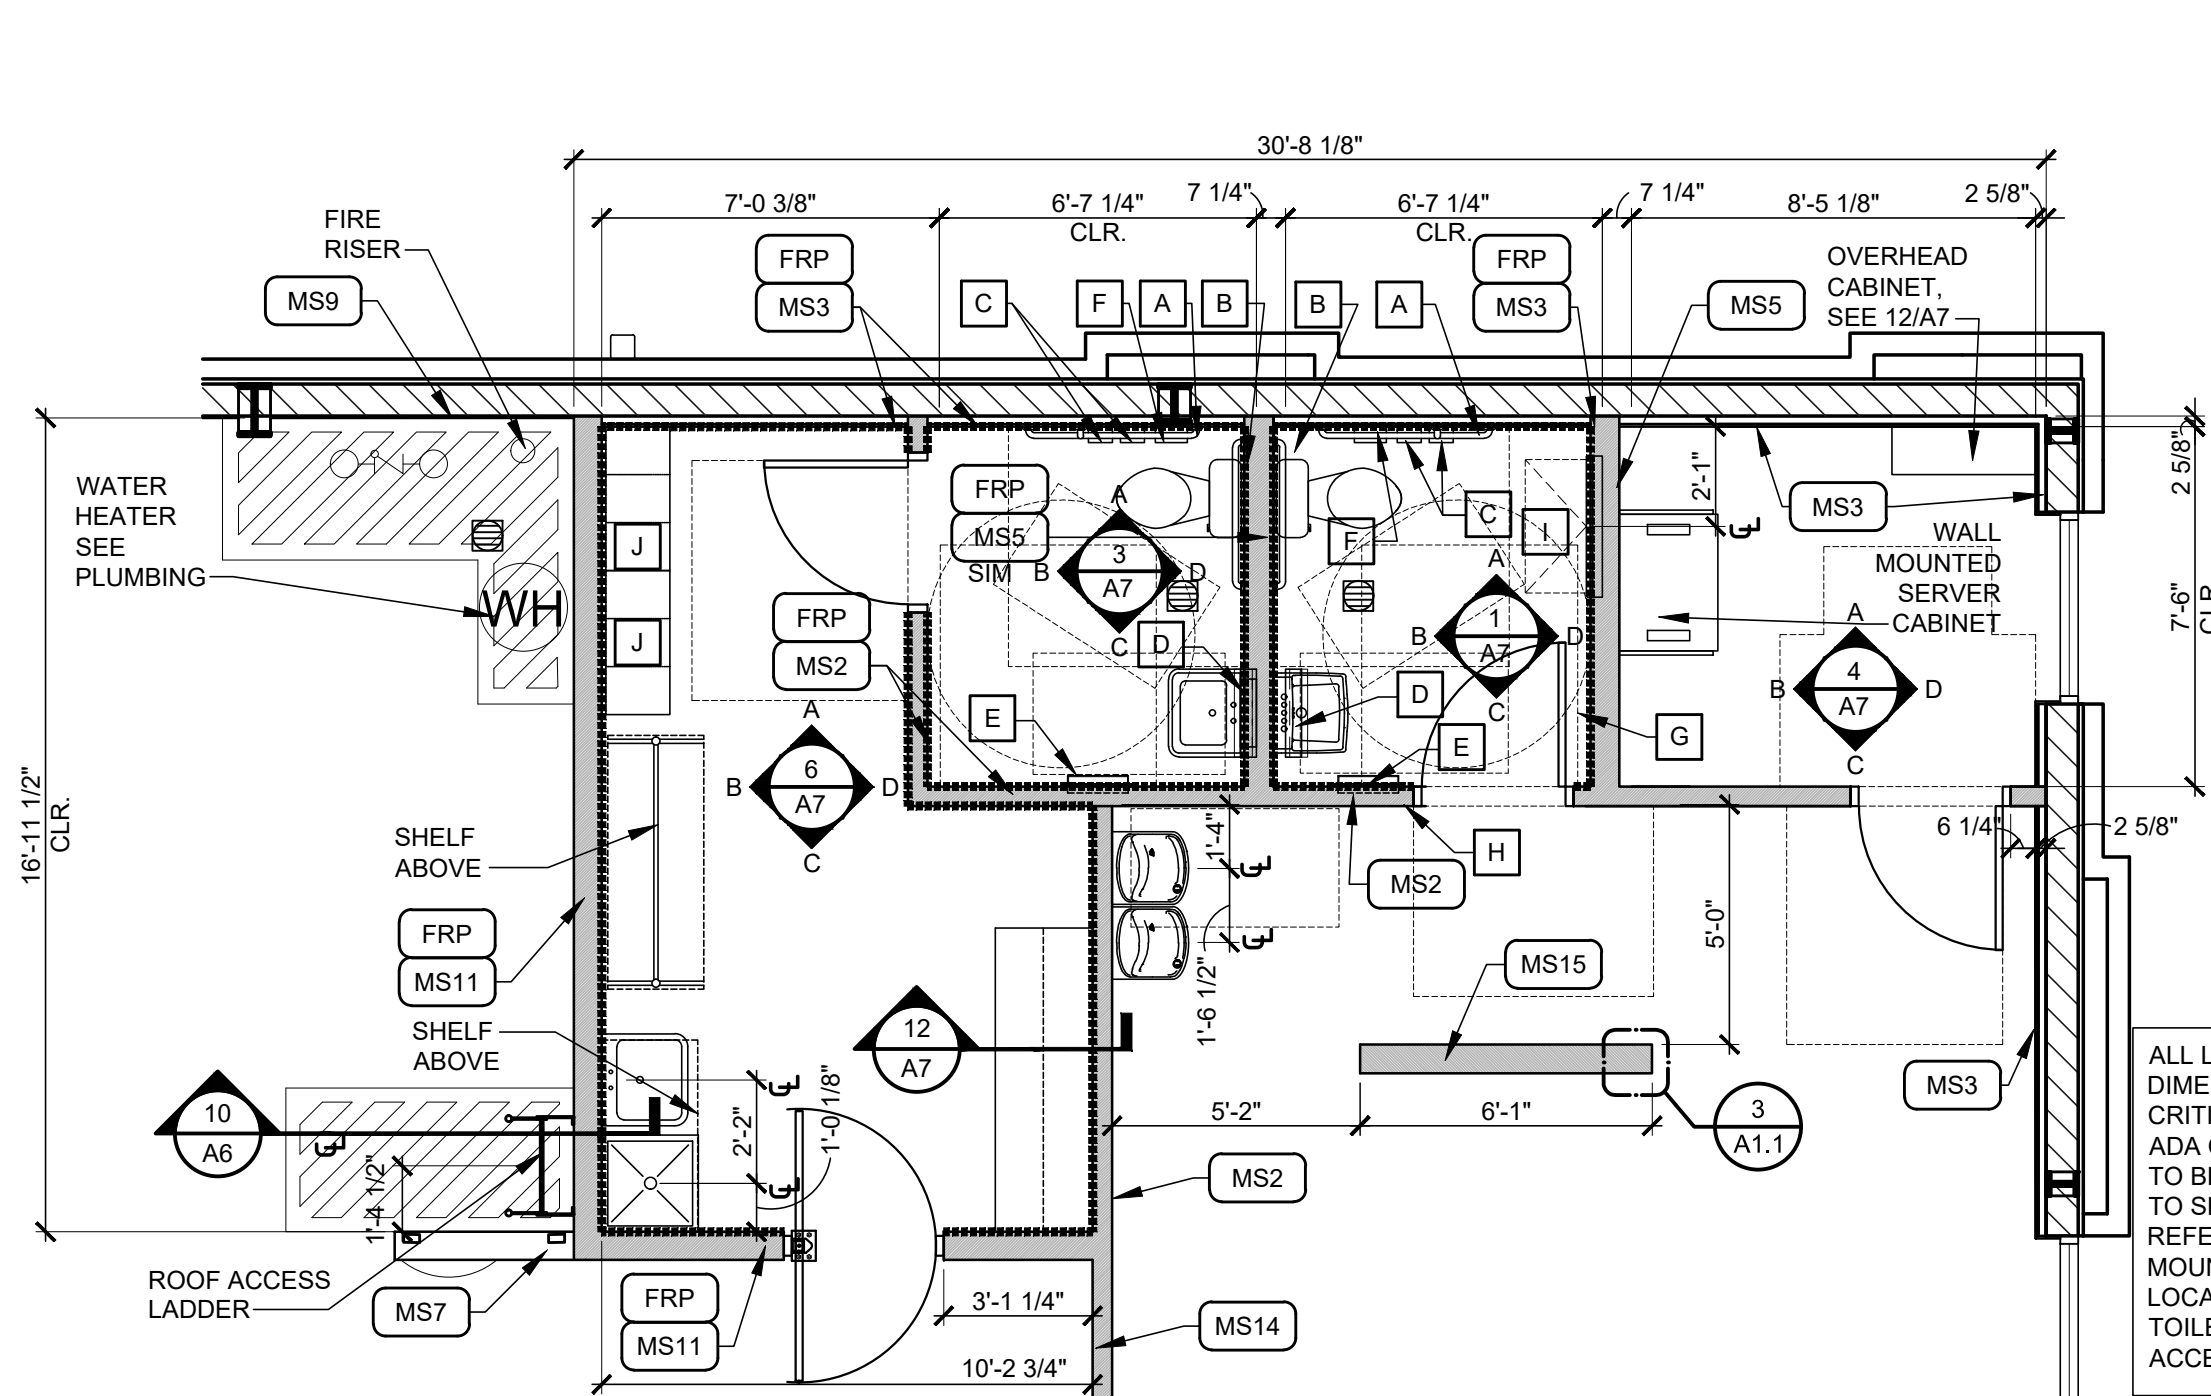 30'-8 1/8"
7'-0 3/8"
6'-7 1/4"
CLR.
7 1/4"
6'-7 1/4"
CLR.
7 1/4"
8'-5 1/8"
2 5/8"
FIRE
RISER
MS9
FRP
MS3
C
F
A
B
B
A
FRP
MS3
MS5
OVERHEAD
CABINET,
SEE 12/A7
WATER
HEATER
SEE
PLUMBING
WH
J
J
FRP
MS5
SIM
A
B
3
A7
D
C
FRP
MS2
D
E
F
C
I
A
B
1
A7
D
C
D
E
G
2'-1"
MS3
WALL
MOUNTED
SERVER
CABINET
A
B
4
A7
D
C
2 5/8"
7'-6"
16'-11 1/2"
CLR.
A
B
6
A7
D
C
SHELF
ABOVE
FRP
MS11
SHELF
ABOVE
1'-4"
1'-6 1/2"
H
MS2
6 1/4"
2 5/8"
5'-0"
MS15
12
A7
10
A6
1'-4 1/2"
2'-2"
1'-0 1/8"
5'-2"
6'-1"
3
A1.1
MS3
MS2
ROOF ACCESS
LADDER
MS7
FRP
MS11
3'-1 1/4"
10'-2 3/4"
MS14
ALL
ADA
TO
TO